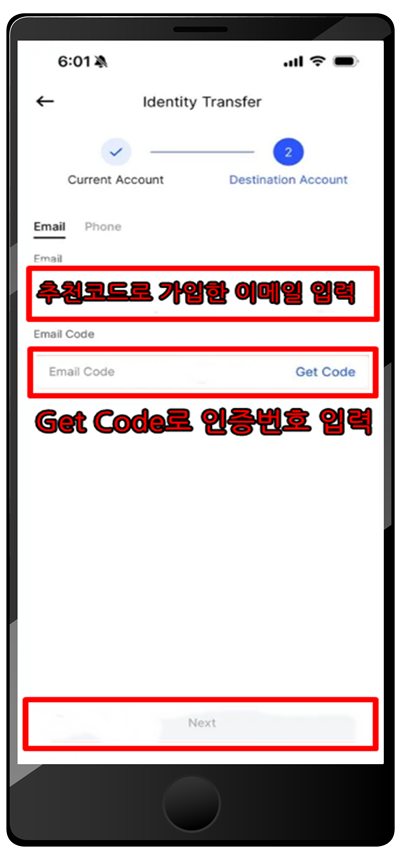 6:01
Identity Transfer
2
Current Account
Destination Account
Email
Phone
Email
추천코드로 가입한 이메일 입력
Email Code
Email Code
Get Code
Get Code로 인증번호 입력
Next